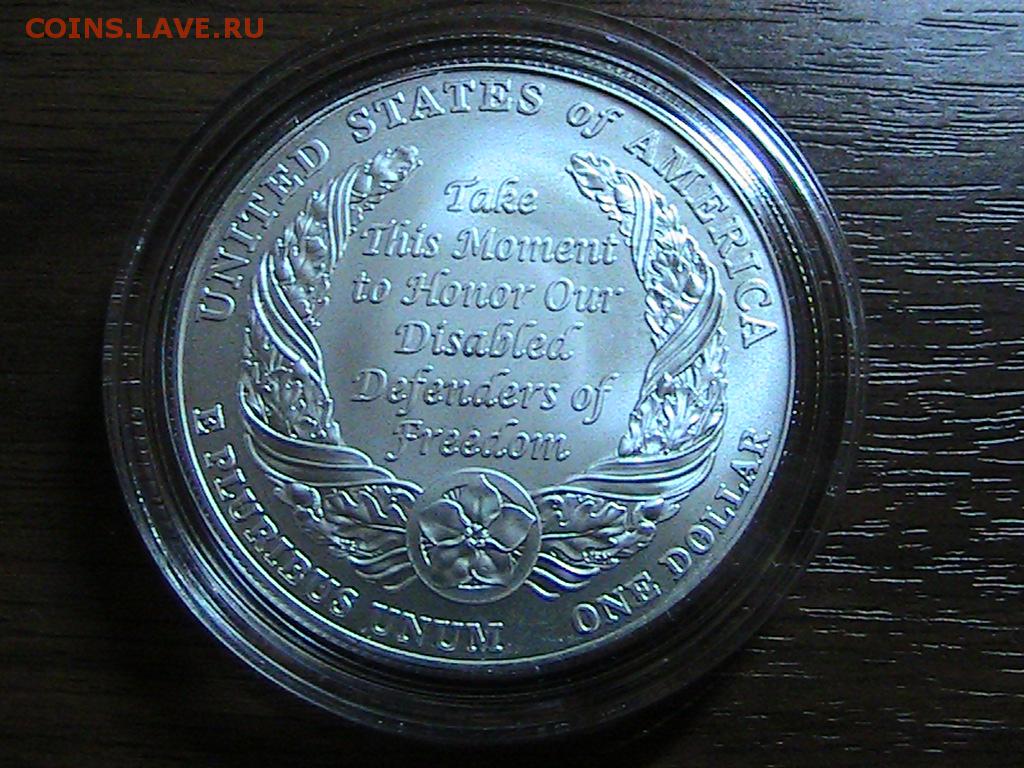 COINS.LAVE.RU
UNITED STATES of AMERICA
Take
This Moment
to Honor Our
Disabled
Defenders of
Freedom
E PLURIBUS UNUM
ONE DOLLAR